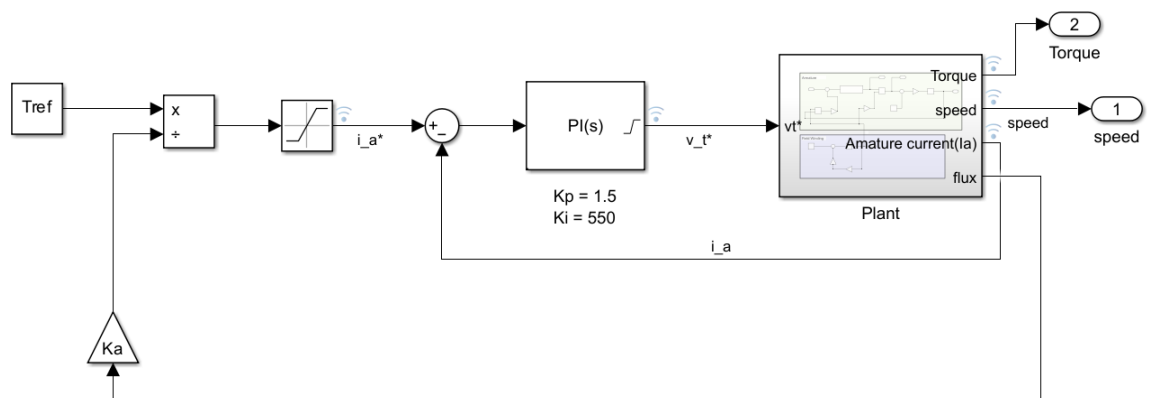 2
Torque
Tref
x
÷
i_a*
+
−
PI(s)
v_t*
Kp = 1.5
Ki = 550
vt*
Torque
speed
Amature current(Ia)
flux
Plant
speed
1
speed
i_a
Ka